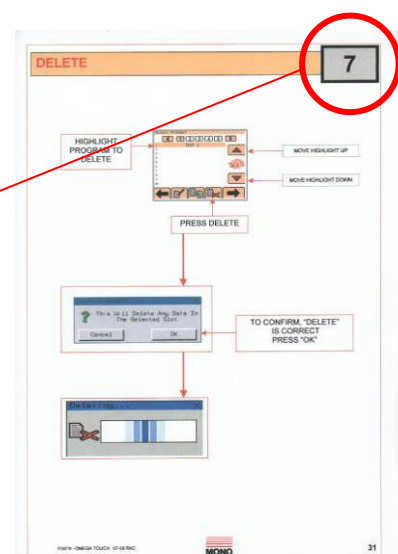 DELETE
7
HIGHLIGHT
PROGRAM TO
DELETE
MOVE HIGHLIGHT UP
MOVE HIGHLIGHT DOWN
PRESS DELETE
This Will Delete Any Data In
The Selected Slot
Cancel
OK
TO CONFIRM, "DELETE"
IS CORRECT
PRESS "OK"
Deleting...
MONO
31